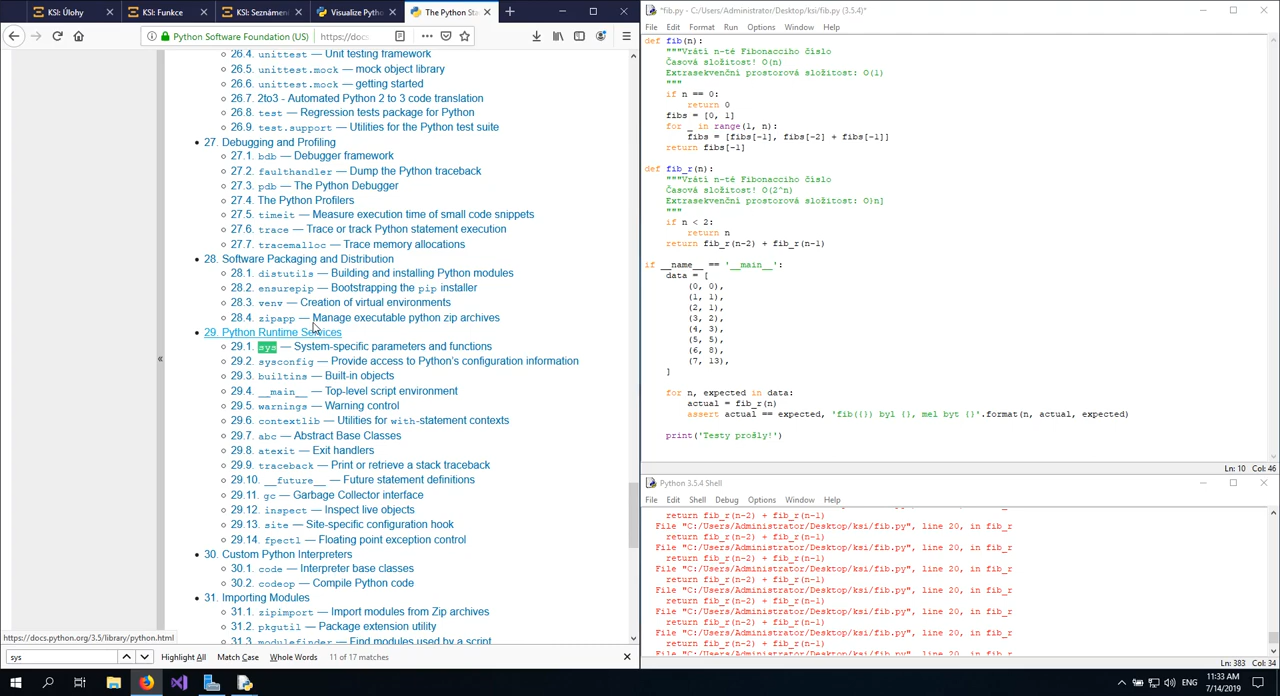 KSI: Úlohy
KSI: Funkce
KSI: Seznámení
Visualize Python
The Python Sta
Python Software Foundation (US)
https://docs
26.4. unittest — Unit testing framework
26.5. unittest.mock — mock object library
26.6. unittest.mock — getting started
26.7. 2to3 - Automated Python 2 to 3 code translation
26.8. test — Regression tests package for Python
26.9. test.support — Utilities for the Python test suite
27. Debugging and Profiling
27.1. bdb — Debugger framework
27.2. faulthandler — Dump the Python traceback
27.3. pdb — The Python Debugger
27.4. The Python Profilers
27.5. timeit — Measure execution time of small code snippets
27.6. trace — Trace or track Python statement execution
27.7. tracemalloc — Trace memory allocations
28. Software Packaging and Distribution
28.1. distutils — Building and installing Python modules
28.2. ensurepip — Bootstrapping the pip installer
28.3. venv — Creation of virtual environments
28.4. zipapp — Manage executable python zip archives
29. Python Runtime Services
29.1. sys — System-specific parameters and functions
29.2. sysconfig — Provide access to Python's configuration information
29.3. builtins — Built-in objects
29.4. __main__ — Top-level script environment
29.5. warnings — Warning control
29.6. contextlib — Utilities for with-statement contexts
29.7. abc — Abstract Base Classes
29.8. atexit — Exit handlers
29.9. traceback — Print or retrieve a stack traceback
29.10. __future__ — Future statement definitions
29.11. gc — Garbage Collector interface
29.12. inspect — Inspect live objects
29.13. site — Site-specific configuration hook
29.14. fpectl — Floating point exception control
30. Custom Python Interpreters
30.1. code — Interpreter base classes
30.2. codeop — Compile Python code
31. Importing Modules
31.1. zipimport — Import modules from Zip archives
31.2. pkgutil — Package extension utility
31.3. modulefinder — Find modules used by a script
https://docs.python.org/3.5/library/python.html
sys
Highlight All
Match Case
Whole Words
11 of 17 matches
*fib.py - C:/Users/Administrator/Desktop/ksi/fib.py (3.5.4)*
File Edit Format Run Options Window Help
def fib(n):
"""Vrátí n-té Fibonacciho číslo
Časová složitost! O(n)
Extrasekvenční prostorová složitost: O(1)
"""
if n == 0:
return 0
fibs = [0, 1]
for _ in range(1, n):
fibs = [fibs[-1], fibs[-2] + fibs[-1]]
return fibs[-1]
def fib_r(n):
"""Vrátí n-té Fibonacciho číslo
Časová složitost! O(2^n)
Extrasekvenční prostorová složitost: O)n]
"""
if n < 2:
return n
return fib_r(n-2) + fib_r(n-1)
if __name__ == '__main__':
data = [
(0, 0),
(1, 1),
(2, 1),
(3, 2),
(4, 3),
(5, 5),
(6, 8),
(7, 13),
]
for n, expected in data:
actual = fib_r(n)
assert actual == expected, 'fib({}) byl {}, mel byt {}'.format(n, actual, expected)
print('Testy prošly!')
Ln: 10 Col: 46
Python 3.5.4 Shell
File Edit Shell Debug Options Window Help
return fib_r(n-2) + fib_r(n-1)
File "C:/Users/Administrator/Desktop/ksi/fib.py", line 20, in fib_r
return fib_r(n-2) + fib_r(n-1)
File "C:/Users/Administrator/Desktop/ksi/fib.py", line 20, in fib_r
return fib_r(n-2) + fib_r(n-1)
File "C:/Users/Administrator/Desktop/ksi/fib.py", line 20, in fib_r
return fib_r(n-2) + fib_r(n-1)
File "C:/Users/Administrator/Desktop/ksi/fib.py", line 20, in fib_r
return fib_r(n-2) + fib_r(n-1)
File "C:/Users/Administrator/Desktop/ksi/fib.py", line 20, in fib_r
return fib_r(n-2) + fib_r(n-1)
File "C:/Users/Administrator/Desktop/ksi/fib.py", line 20, in fib_r
return fib_r(n-2) + fib_r(n-1)
File "C:/Users/Administrator/Desktop/ksi/fib.py", line 20, in fib_r
Ln: 383 Col: 34
ENG
11:33 AM
7/14/2019